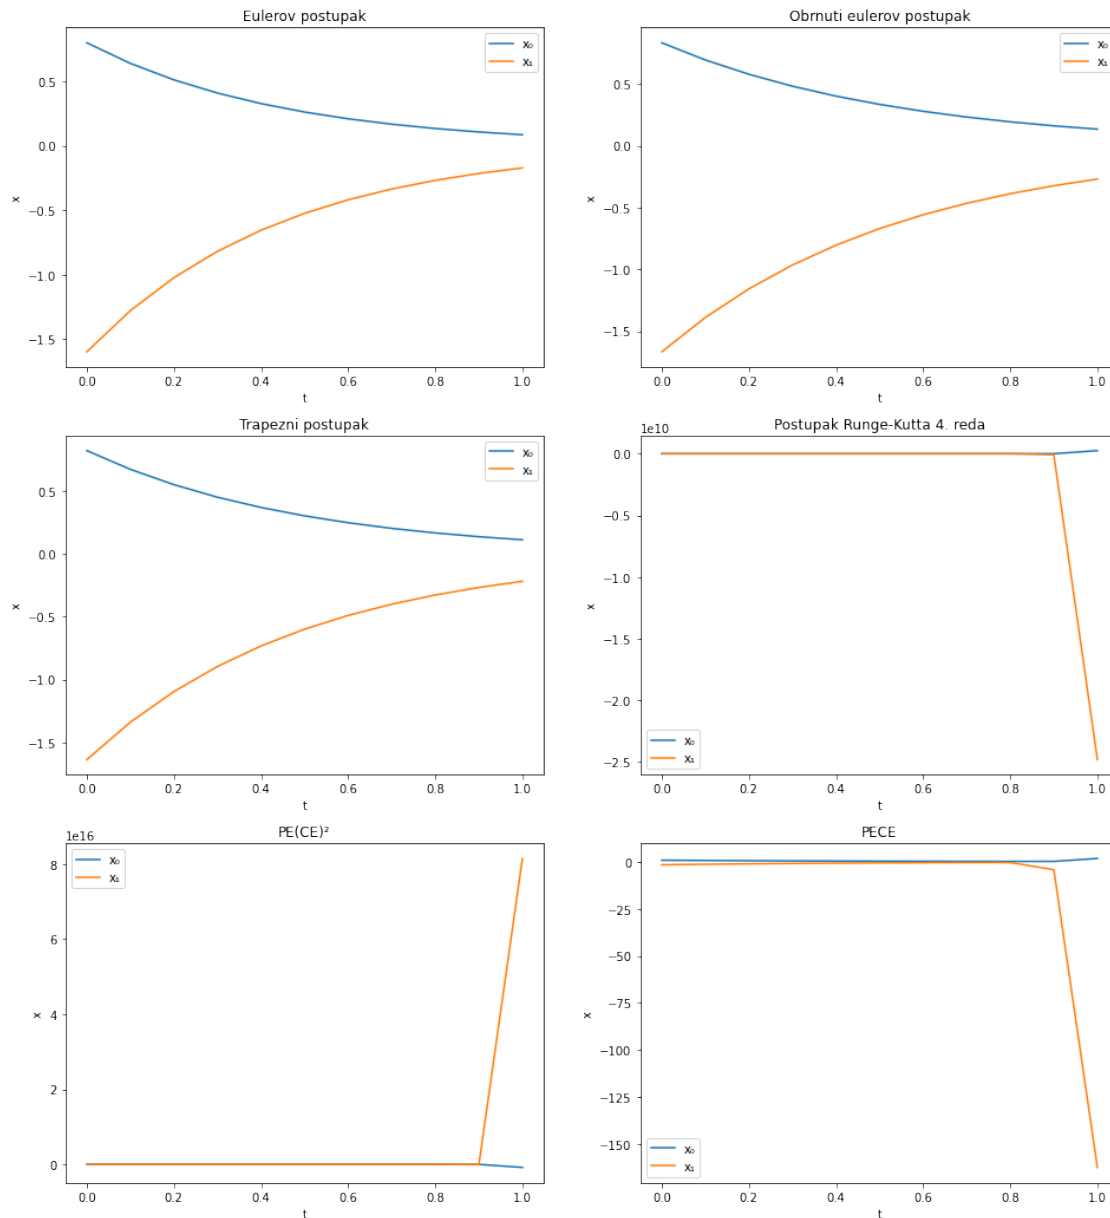 Eulerov postupak
x₀
x₁
0.5
0.0
−0.5
−1.0
−1.5
x
0.0 0.2 0.4 0.6 0.8 1.0
t
Obrnuti eulerov postupak
x₀
x₁
0.5
0.0
−0.5
−1.0
−1.5
x
0.0 0.2 0.4 0.6 0.8 1.0
t
Trapezni postupak
x₀
x₁
0.5
0.0
−0.5
−1.0
−1.5
x
0.0 0.2 0.4 0.6 0.8 1.0
t
Postupak Runge-Kutta 4. reda
1e10
0.0
−0.5
−1.0
−1.5
−2.0
−2.5
x
x₀
x₁
0.0 0.2 0.4 0.6 0.8 1.0
t
PE(CE)²
1e16
x₀
x₁
8
6
4
2
0
x
0.0 0.2 0.4 0.6 0.8 1.0
t
PECE
0
−25
−50
−75
−100
−125
−150
x
x₀
x₁
0.0 0.2 0.4 0.6 0.8 1.0
t